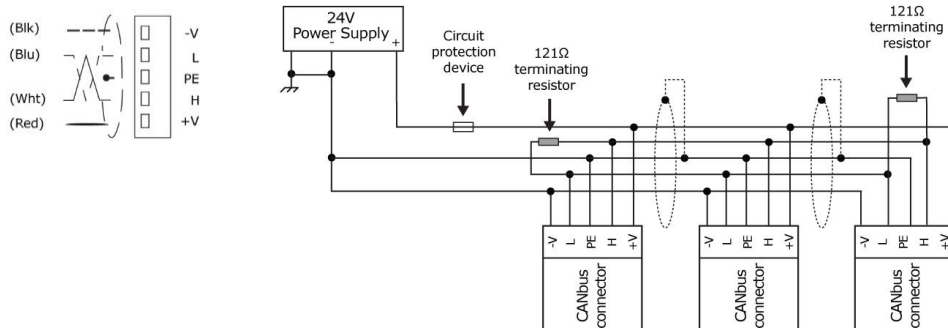 (Blk)
(Blu)
(Wht)
(Red)
-V
L
PE
H
+V
24V
Power Supply
-
+
Circuit
protection
device
121Ω
terminating
resistor
121Ω
terminating
resistor
-V
L
PE
H
+V
CANbus
connector
-V
L
PE
H
+V
CANbus
connector
-V
L
PE
H
+V
CANbus
connector